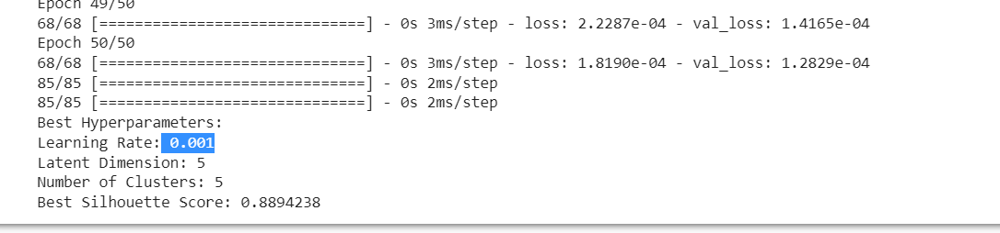 Epoch 49/50
68/68 [==============================] - 0s 3ms/step - loss: 2.2287e-04 - val_loss: 1.4165e-04
Epoch 50/50
68/68 [==============================] - 0s 3ms/step - loss: 1.8190e-04 - val_loss: 1.2829e-04
85/85 [==============================] - 0s 2ms/step
85/85 [==============================] - 0s 2ms/step
Best Hyperparameters:
Learning Rate: 0.001
Latent Dimension: 5
Number of Clusters: 5
Best Silhouette Score: 0.8894238